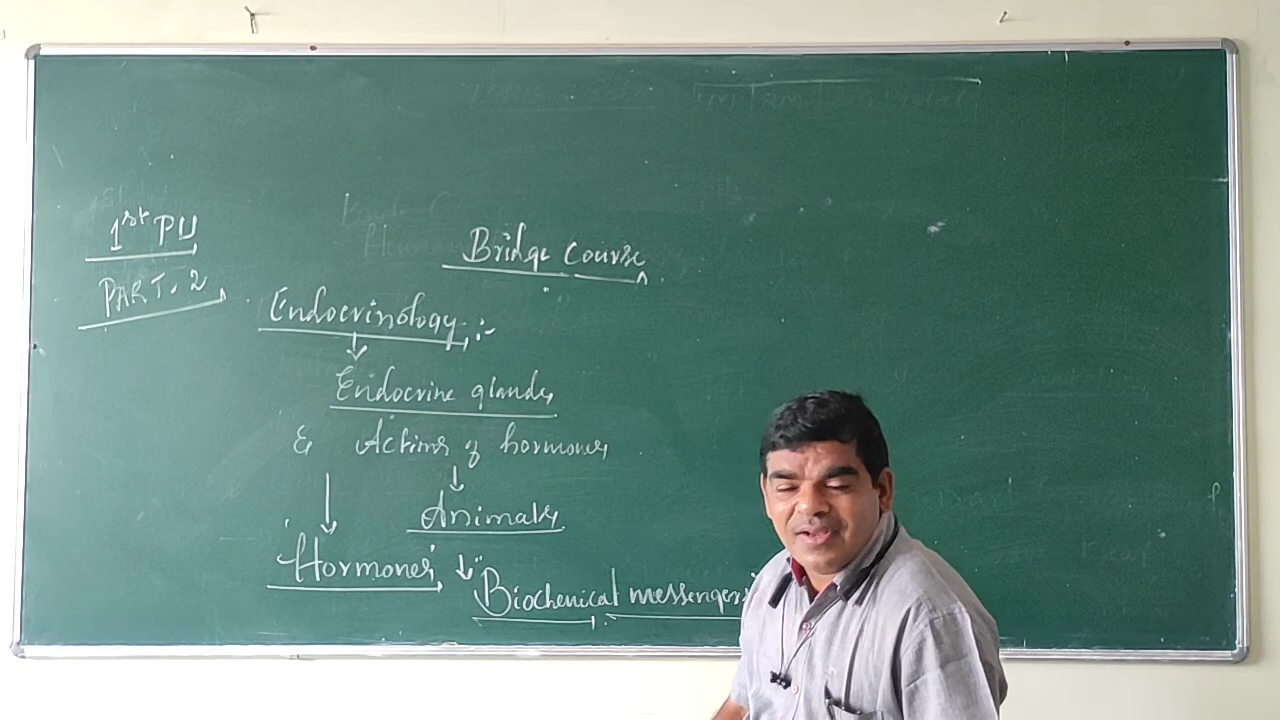 1st PU
PART-2
Bridge Course
Endocrinology :-
Endocrine glands
& Actions of hormones
Animals
'Hormones'
"Biochemical messengers"